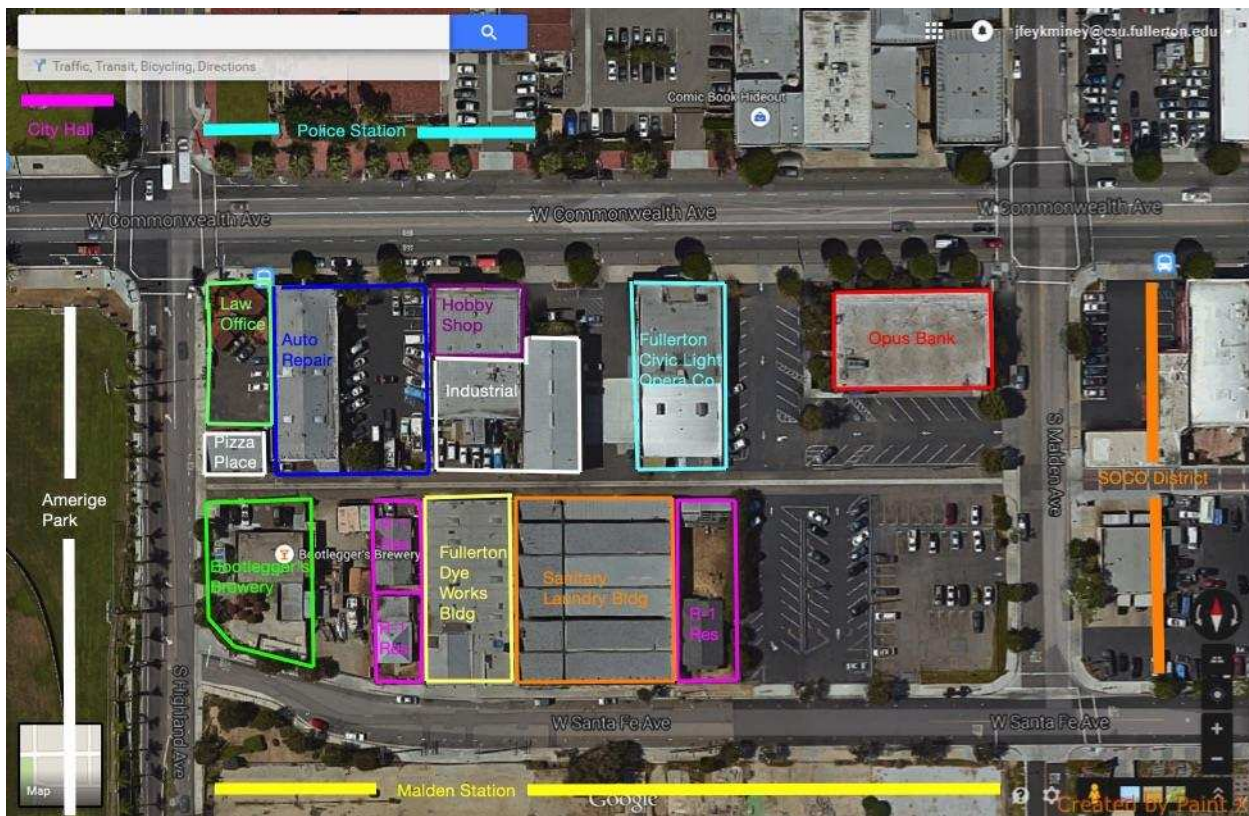 jfeykminey@csu.fullerton.edu
Traffic, Transit, Bicycling, Directions
Comic Book Hideout
City Hall
Police Station
W Commonwealth Ave
W Commonwealth Ave
W Commonwealth Ave
Law
Office
Auto
Repair
Hobby
Shop
Industrial
Fullerton
Civic Light
Opera Co
Opus Bank
Pizza
Place
S Malden Ave
SOCO District
Amerige
Park
Bootlegger's Brewery
Bootlegger's
Brewery
R-1
Res
Fullerton
Dye
Works
Bldg
Sanitary
Laundry Bldg
R-1
Res
S Highland Ave
W Santa Fe Ave
W Santa Fe Ave
Map
Malden Station
Google
Created by Paint X